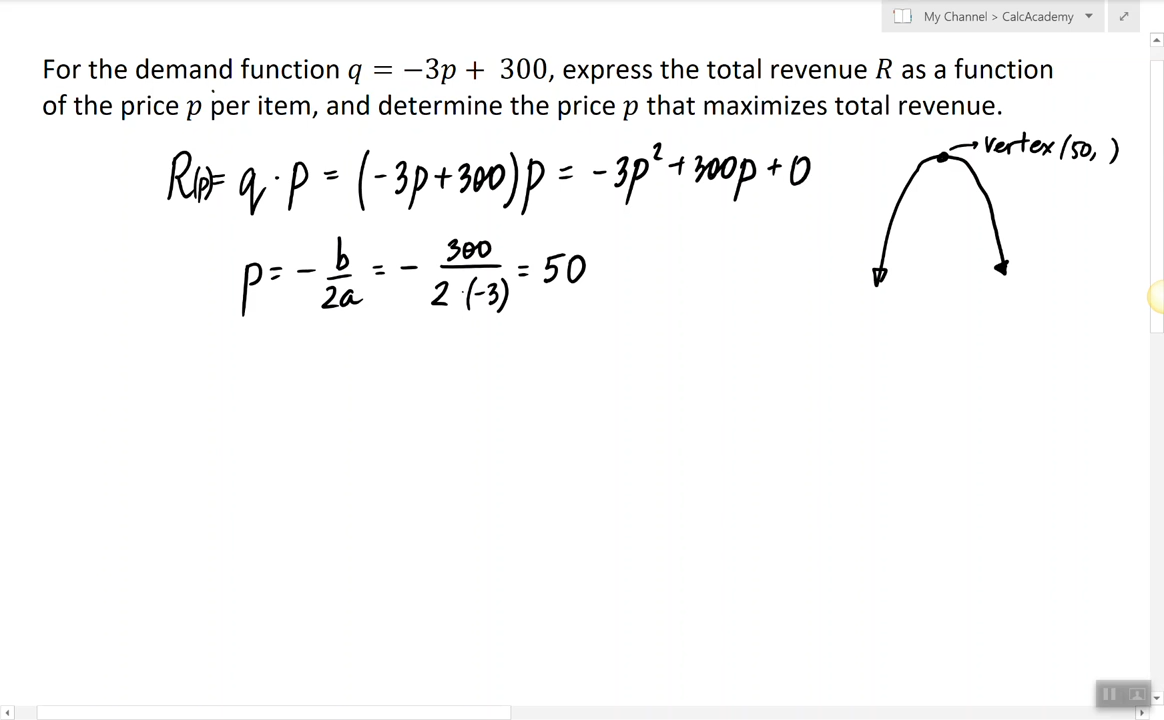 My Channel > CalcAcademy
For the demand function q = −3p + 300, express the total revenue R as a function
of the price p per item, and determine the price p that maximizes total revenue.
R(p) = q · p = (-3p+300)p = -3p² + 300p + 0
→ vertex (50, )
p = - b/2a = - 300/2·(-3) = 50